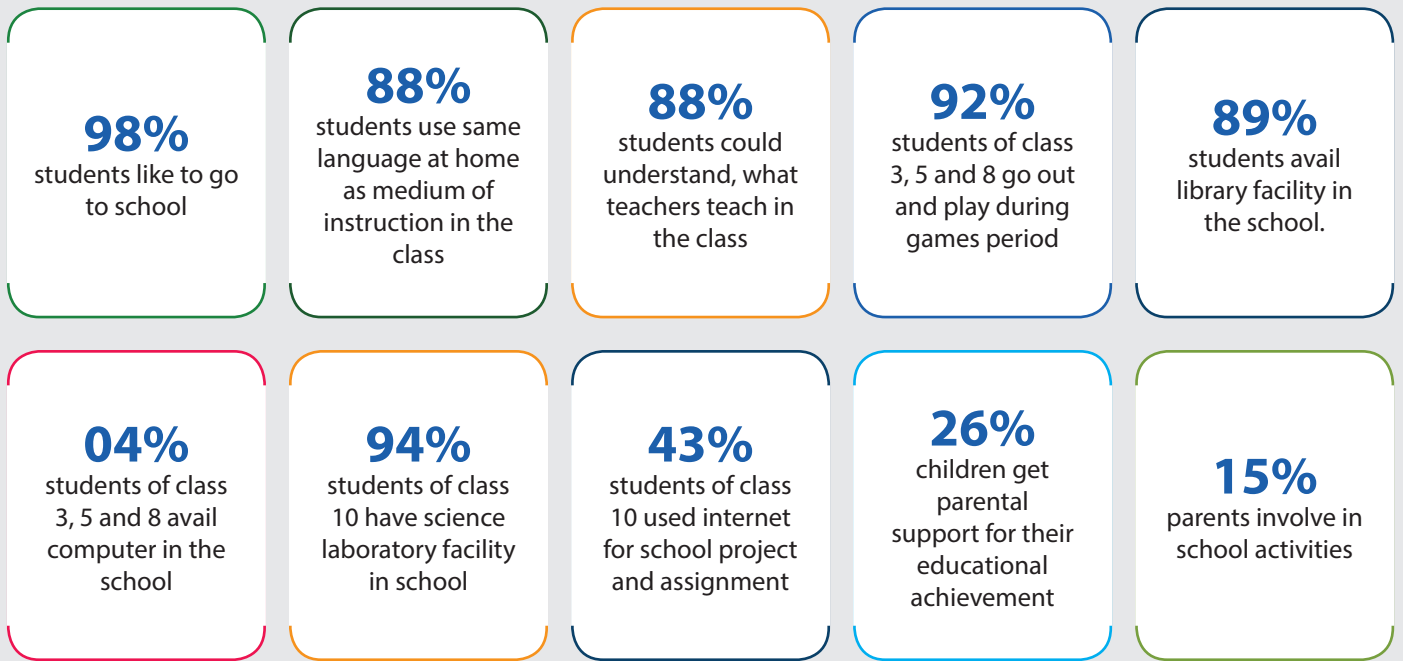 98%
students like to go
to school
88%
students use same
language at home
as medium of
instruction in the
class
88%
students could
understand, what
teachers teach in
the class
92%
students of class
3, 5 and 8 go out
and play during
games period
89%
students avail
library facility in
the school.
04%
students of class
3, 5 and 8 avail
computer in the
school
94%
students of class
10 have science
laboratory facility
in school
43%
students of class
10 used internet
for school project
and assignment
26%
children get
parental
support for their
educational
achievement
15%
parents involve in
school activities